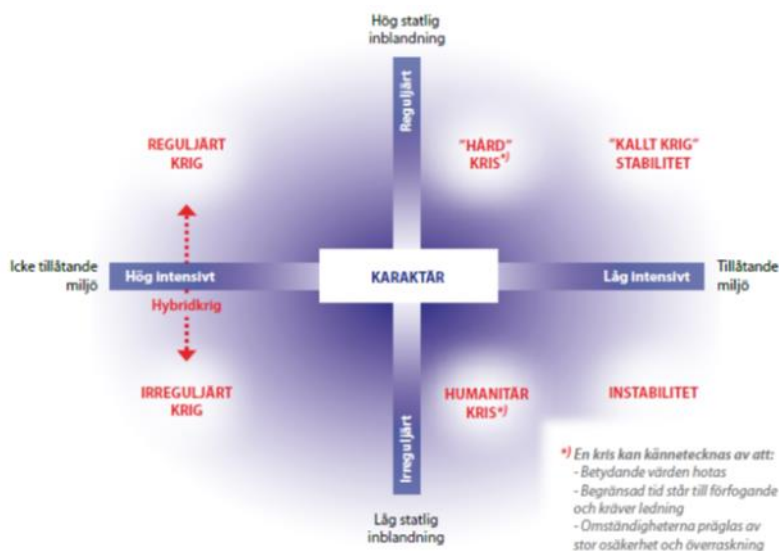 Hög statlig
inblandning
Reguljärt
REGULJÄRT
KRIG
"HÅRD"
KRIS*)
"KALLT KRIG"
STABILITET
Icke tillåtande
miljö
Hög intensivt
KARAKTÄR
Låg intensivt
Tillåtande
miljö
Hybridkrig
IRREGULJÄRT
KRIG
HUMANITÄR
KRIS*)
INSTABILITET
Irreguljärt
Låg statlig
inblandning
*) En kris kan kännetecknas av att:
- Betydande värden hotas
- Begränsad tid står till förfogande
och kräver ledning
- Omständigheterna präglas av
stor osäkerhet och överraskning